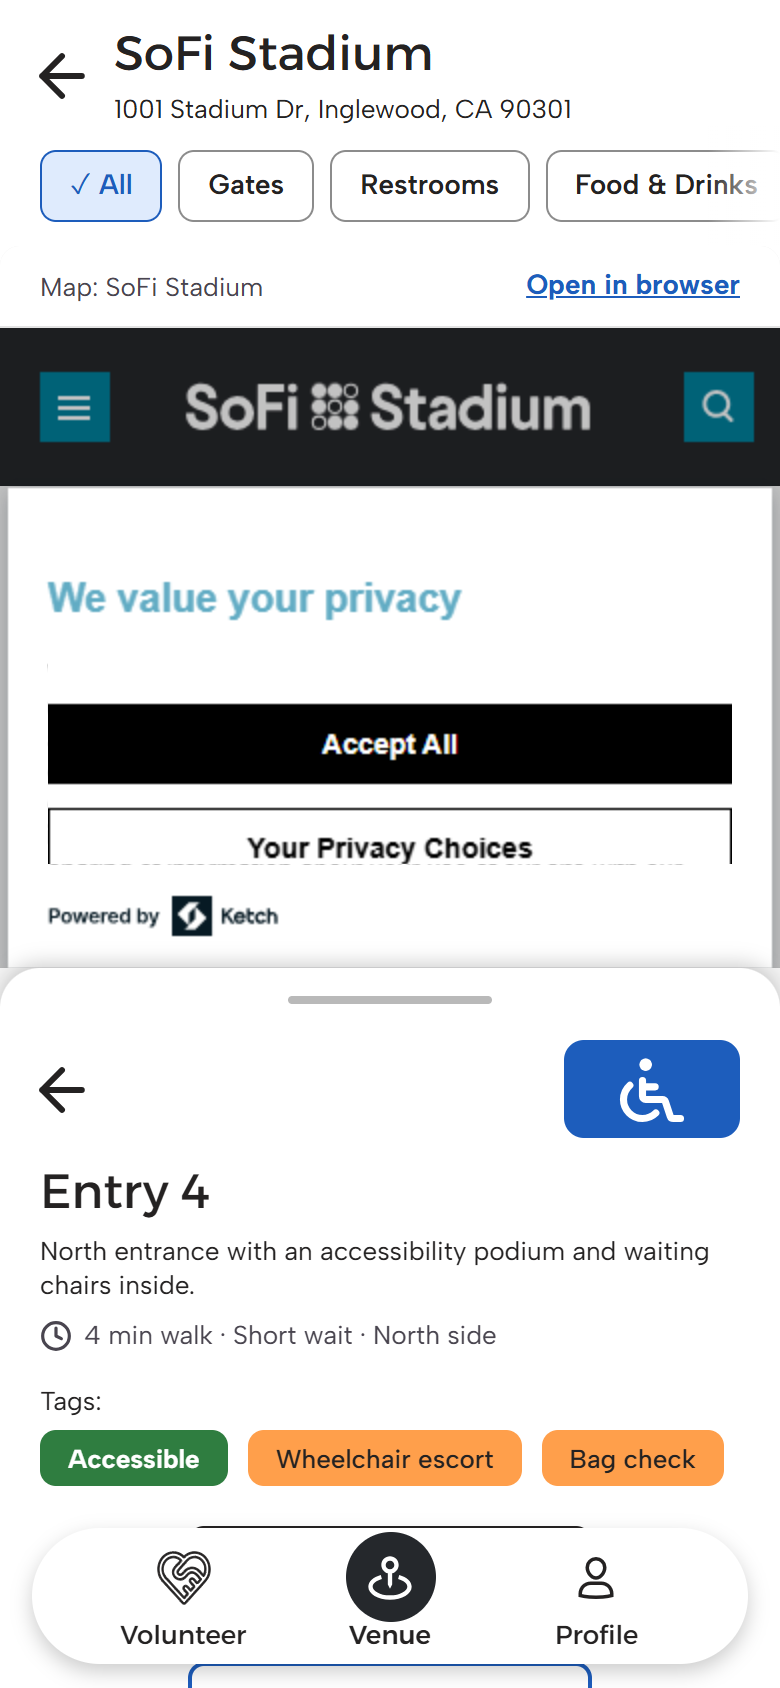 SoFi Stadium
1001 Stadium Dr, Inglewood, CA 90301
✓ All
Gates
Restrooms
Food & Drinks
Map: SoFi Stadium
Open in browser
SoFi Stadium
We value your privacy
Accept All
Your Privacy Choices
Powered by Ketch
Entry 4
North entrance with an accessibility podium and waiting
chairs inside.
4 min walk · Short wait · North side
Tags:
Accessible
Wheelchair escort
Bag check
Volunteer
Venue
Profile